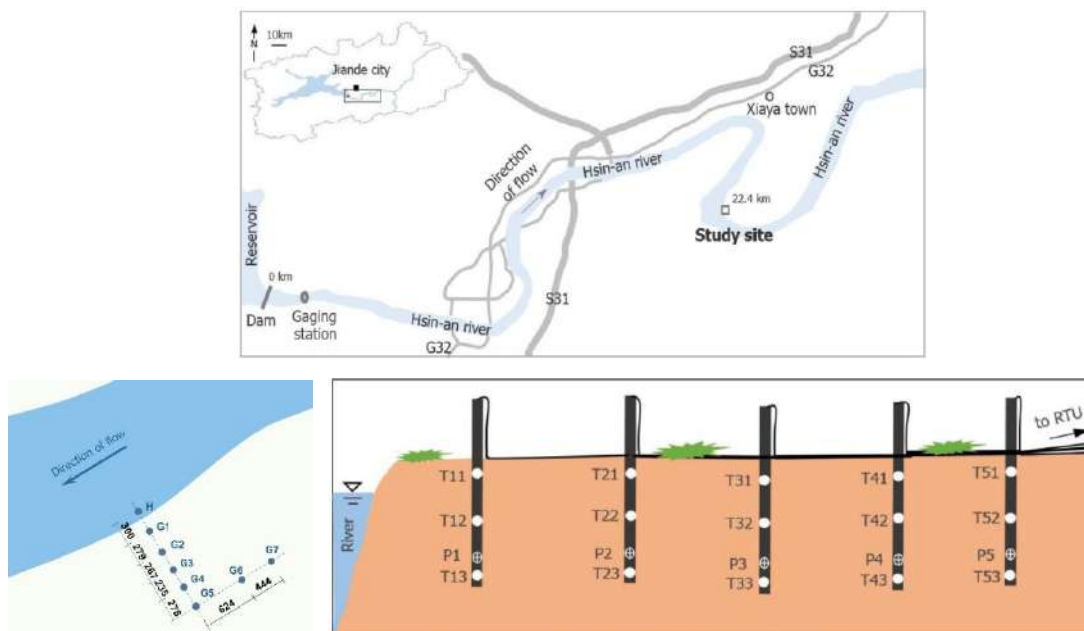 N
10km
Jiande city
S31
G32
Xiaya town
Direction
of flow
Hsin-an river
Hsin-an river
22.4 km
Study site
Reservoir
0 km
Dam
Gaging
station
Hsin-an river
S31
G32
Direction of flow
H
G1
G2
G3
G4
G5
G6
G7
300
279
267
235
276
624
444
to RTU
River
T11
T12
P1
T13
T21
T22
P2
T23
T31
T32
P3
T33
T41
T42
P4
T43
T51
T52
P5
T53